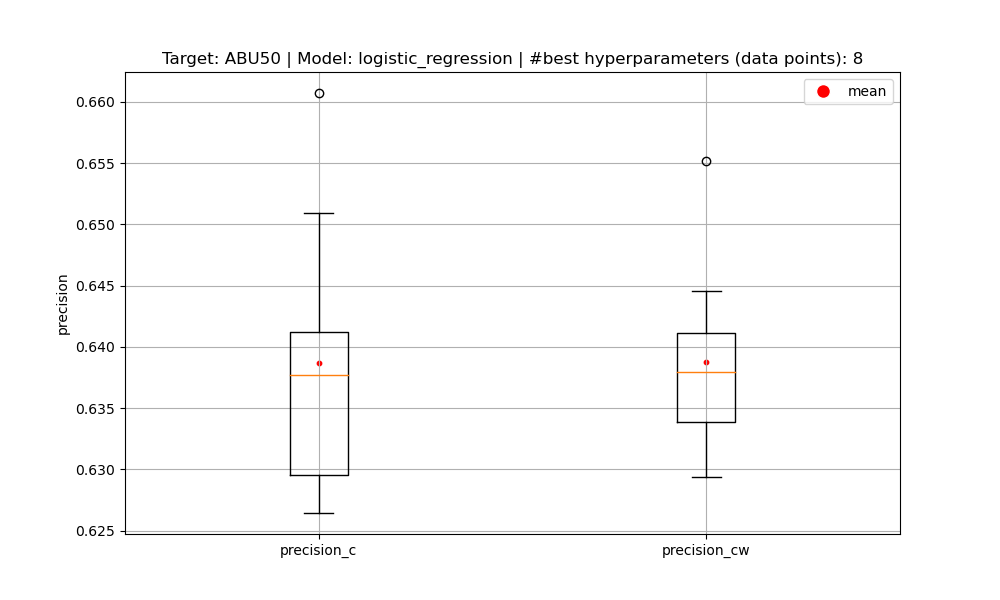 Target: ABU50 | Model: logistic_regression | #best hyperparameters (data points): 8
mean
0.660
0.655
0.650
0.645
0.640
0.635
0.630
0.625
precision
precision_c
precision_cw